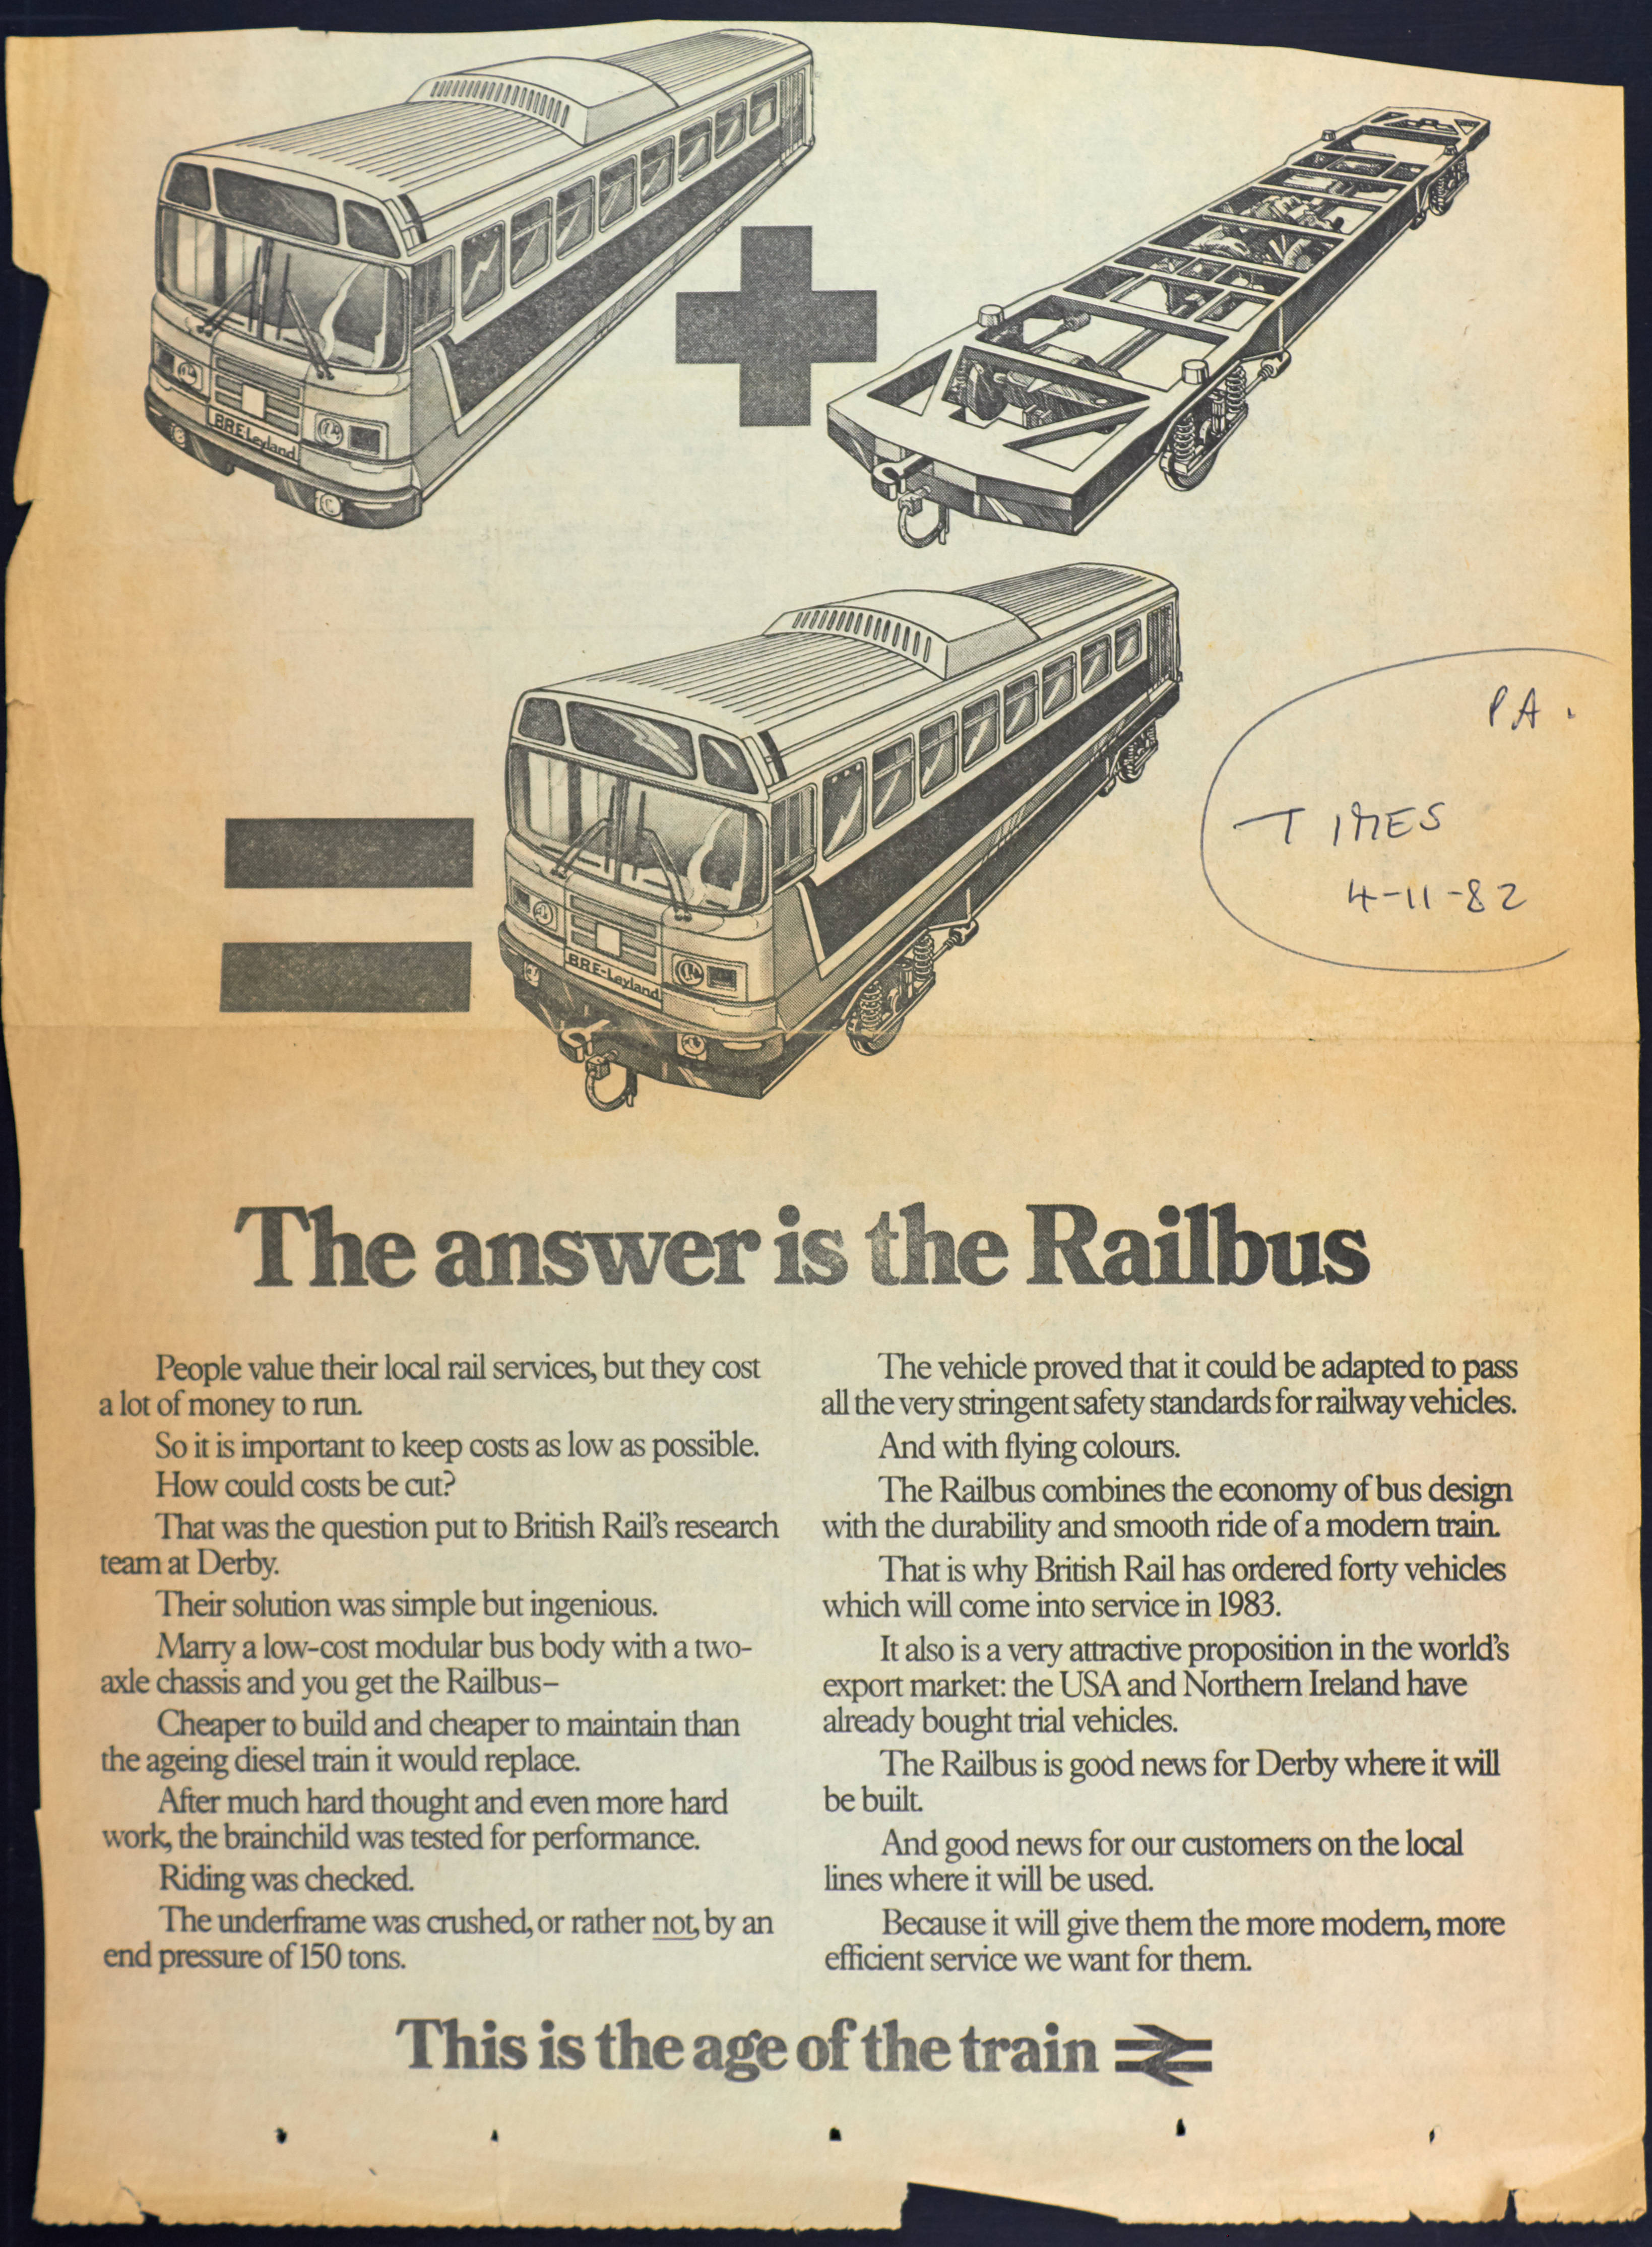 BRE Leyland
BRE-Leyland
PA.
TIMES
4-11-82
The answer is the Railbus
People value their local rail services, but they cost
a lot of money to run.
So it is important to keep costs as low as possible.
How could costs be cut?
That was the question put to British Rail's research
team at Derby.
Their solution was simple but ingenious.
Marry a low-cost modular bus body with a two-
axle chassis and you get the Railbus–
Cheaper to build and cheaper to maintain than
the ageing diesel train it would replace.
After much hard thought and even more hard
work, the brainchild was tested for performance.
Riding was checked.
The underframe was crushed, or rather not, by an
end pressure of 150 tons.
The vehicle proved that it could be adapted to pass
all the very stringent safety standards for railway vehicles.
And with flying colours.
The Railbus combines the economy of bus design
with the durability and smooth ride of a modern train.
That is why British Rail has ordered forty vehicles
which will come into service in 1983.
It also is a very attractive proposition in the world's
export market: the USA and Northern Ireland have
already bought trial vehicles.
The Railbus is good news for Derby where it will
be built.
And good news for our customers on the local
lines where it will be used.
Because it will give them the more modern, more
efficient service we want for them.
This is the age of the train